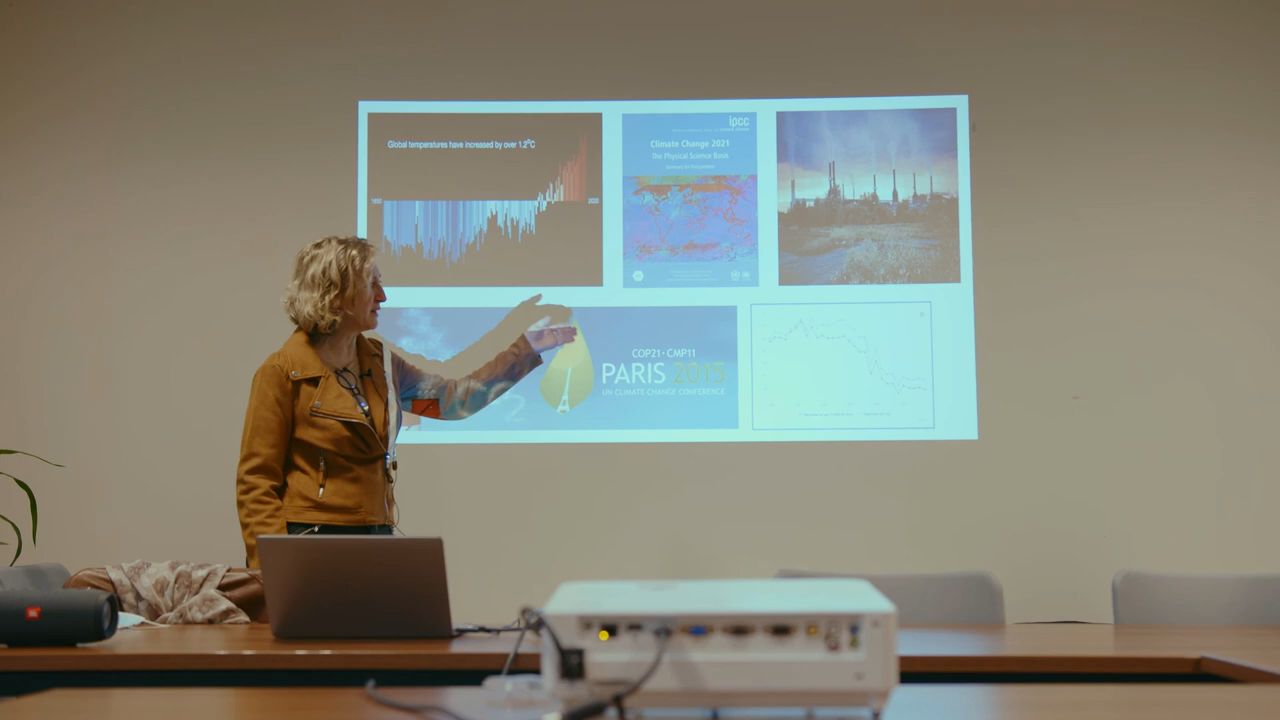 Global temperatures have increased by over 1.2°C
ipcc
Climate Change 2021
The Physical Science Basis
COP21·CMP11
PARIS 2015
UN CLIMATE CHANGE CONFERENCE
JBL